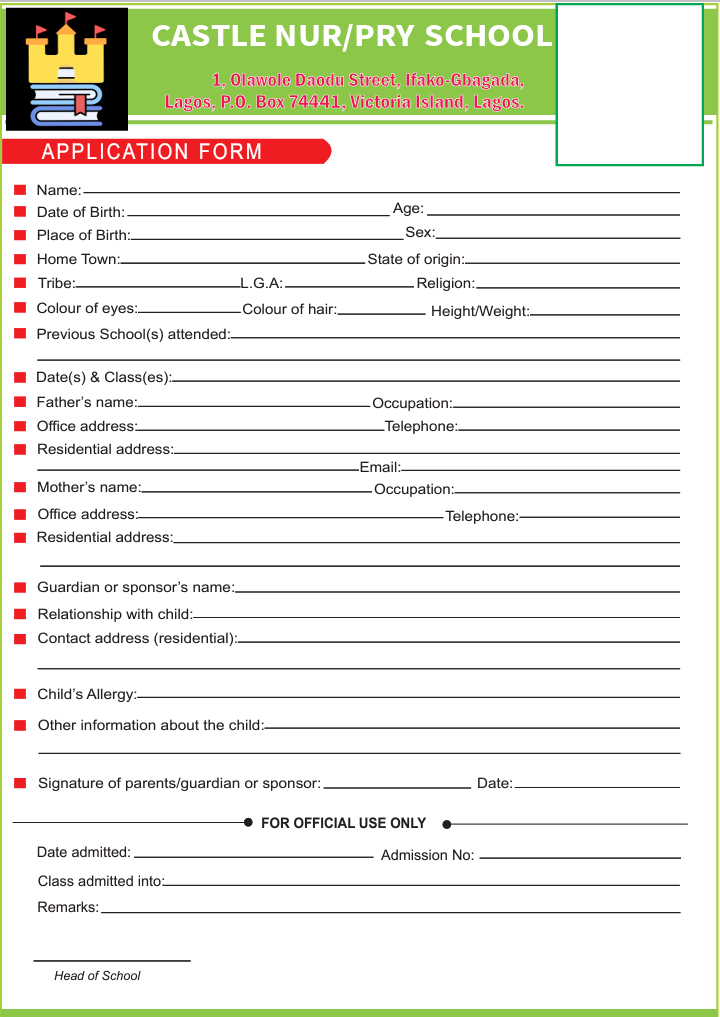 CASTLE NUR/PRY SCHOOL
1, Olawole Daodu Street, Ifako-Gbagada,
Lagos, P.O. Box 74441, Victoria Island, Lagos.
APPLICATION FORM
Name:
Date of Birth: Age:
Place of Birth: Sex:
Home Town: State of origin:
Tribe: L.G.A: Religion:
Colour of eyes: Colour of hair: Height/Weight:
Previous School(s) attended:
Date(s) & Class(es):
Father's name: Occupation:
Office address: Telephone:
Residential address:
Email:
Mother's name: Occupation:
Office address: Telephone:
Residential address:
Guardian or sponsor's name:
Relationship with child:
Contact address (residential):
Child's Allergy:
Other information about the child:
Signature of parents/guardian or sponsor: Date:
FOR OFFICIAL USE ONLY
Date admitted: Admission No:
Class admitted into:
Remarks:
Head of School